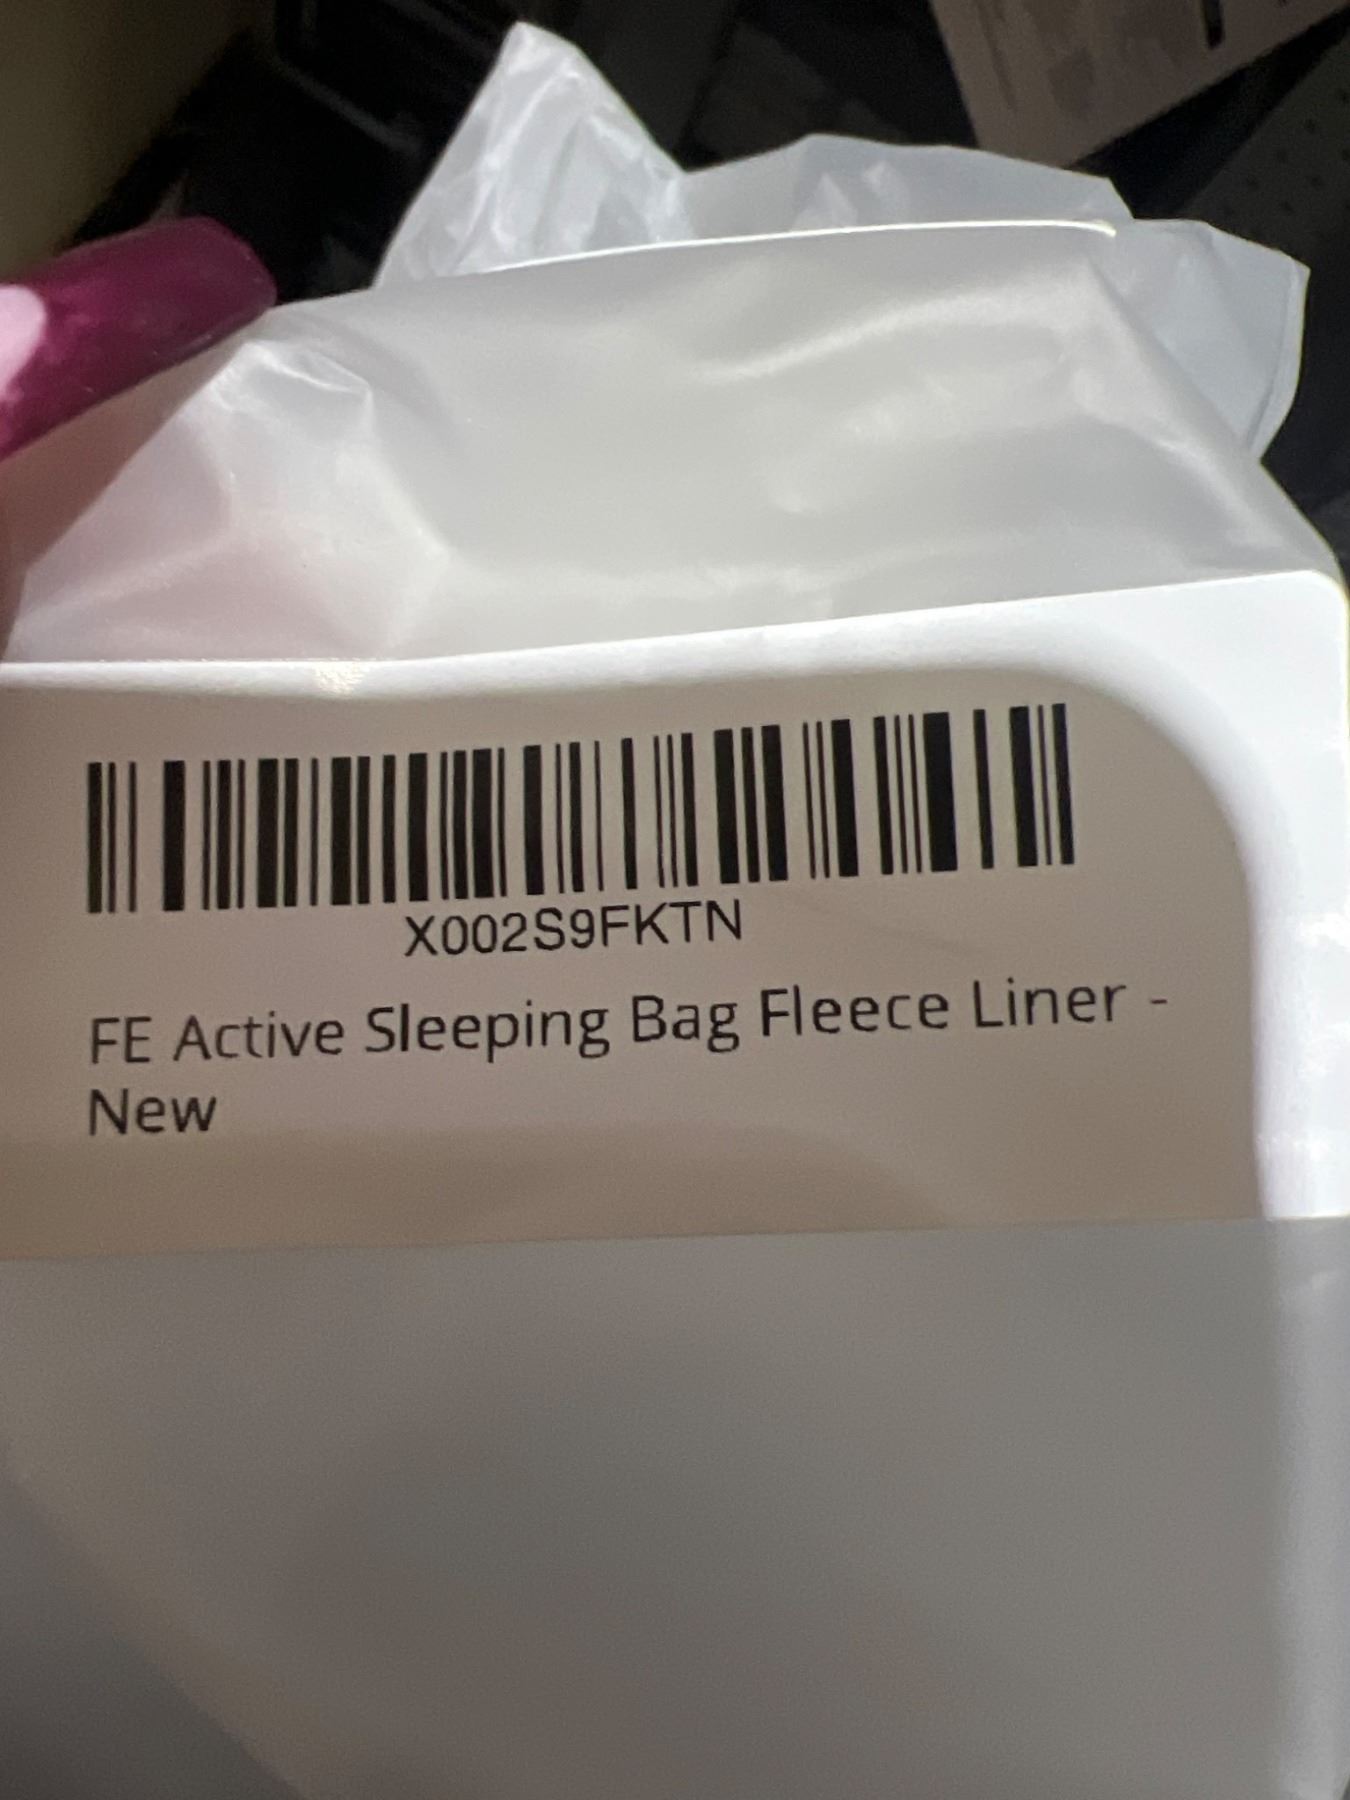 X002S9FKTN
FE Active Sleeping Bag Fleece Liner -
New